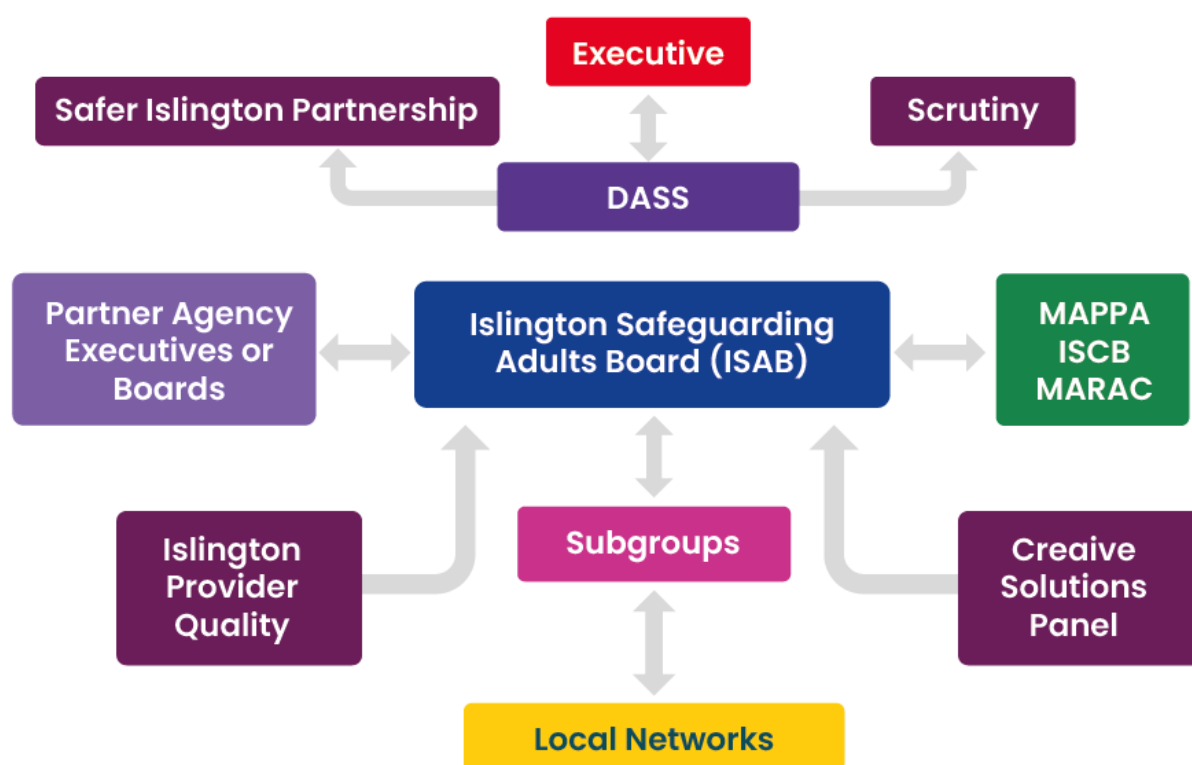 Executive
Safer Islington Partnership
Scrutiny
DASS
Partner Agency
Executives or
Boards
Islington Safeguarding
Adults Board (ISAB)
MAPPA
ISCB
MARAC
Islington
Provider
Quality
Subgroups
Creaive
Solutions
Panel
Local Networks